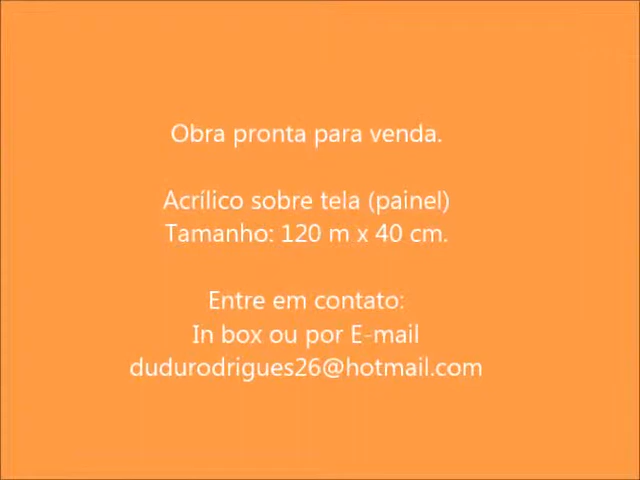 Obra pronta para venda.
Acrílico sobre tela (painel)
Tamanho: 120 m x 40 cm.
Entre em contato:
In box ou por E-mail
dudurodrigues26@hotmail.com